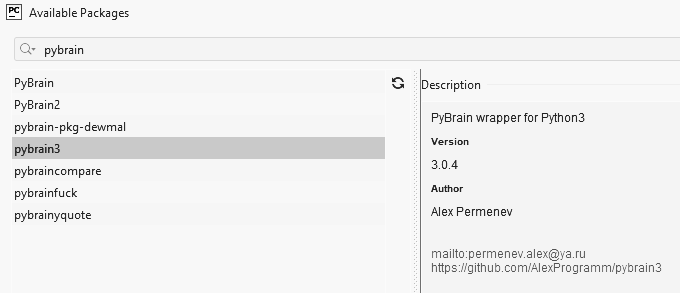 PC
Available Packages
pybrain
PyBrain
PyBrain2
pybrain-pkg-dewmal
pybrain3
pybraincompare
pybrainfuck
pybrainyquote
Description
PyBrain wrapper for Python3
Version
3.0.4
Author
Alex Permenev
mailto:permenev.alex@ya.ru
https://github.com/AlexProgramm/pybrain3